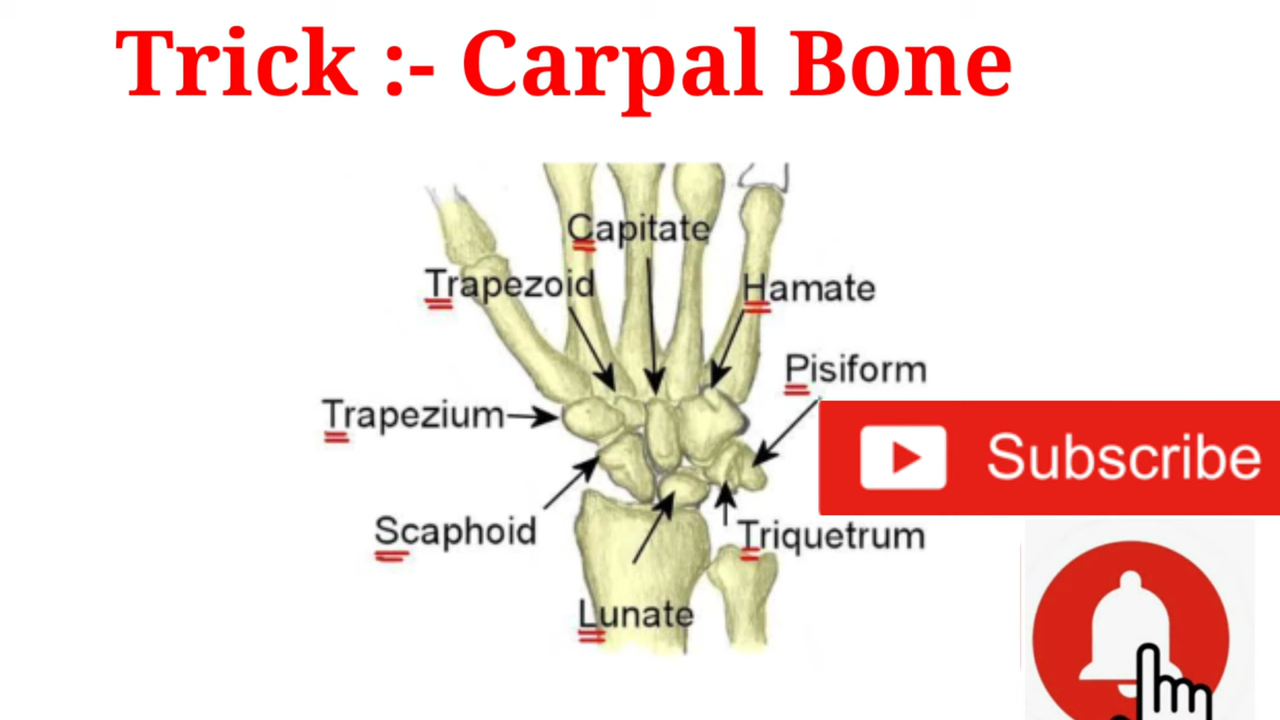 Trick :- Carpal Bone
Capitate
Trapezoid
Hamate
Pisiform
Trapezium
Subscribe
Scaphoid
Triquetrum
Lunate